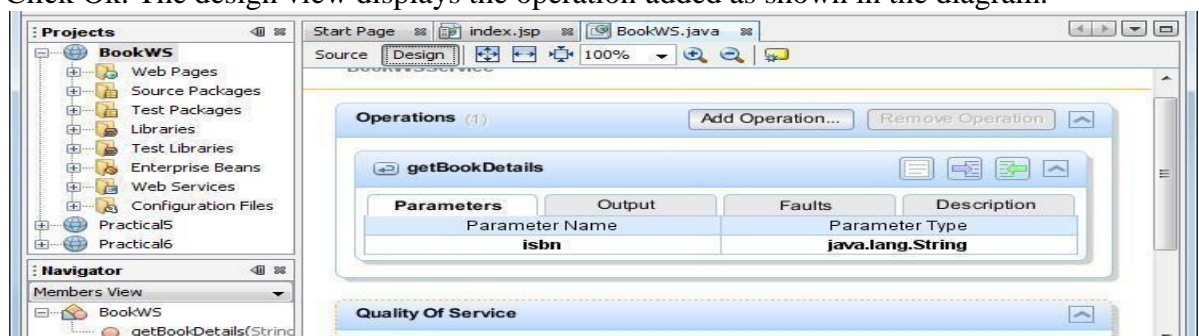 Click Ok. The design view displays the operation added as shown in the diagram.
Projects
BookWS
Web Pages
Source Packages
Test Packages
Libraries
Test Libraries
Enterprise Beans
Web Services
Configuration Files
Practical5
Practical6
Navigator
Members View
BookWS
getBookDetails(String
Start Page index.jsp BookWS.java
Source Design 100%
BookWSService
Operations (1) Add Operation... Remove Operation
getBookDetails
Parameters Output Faults Description
Parameter Name Parameter Type
isbn java.lang.String
Quality Of Service